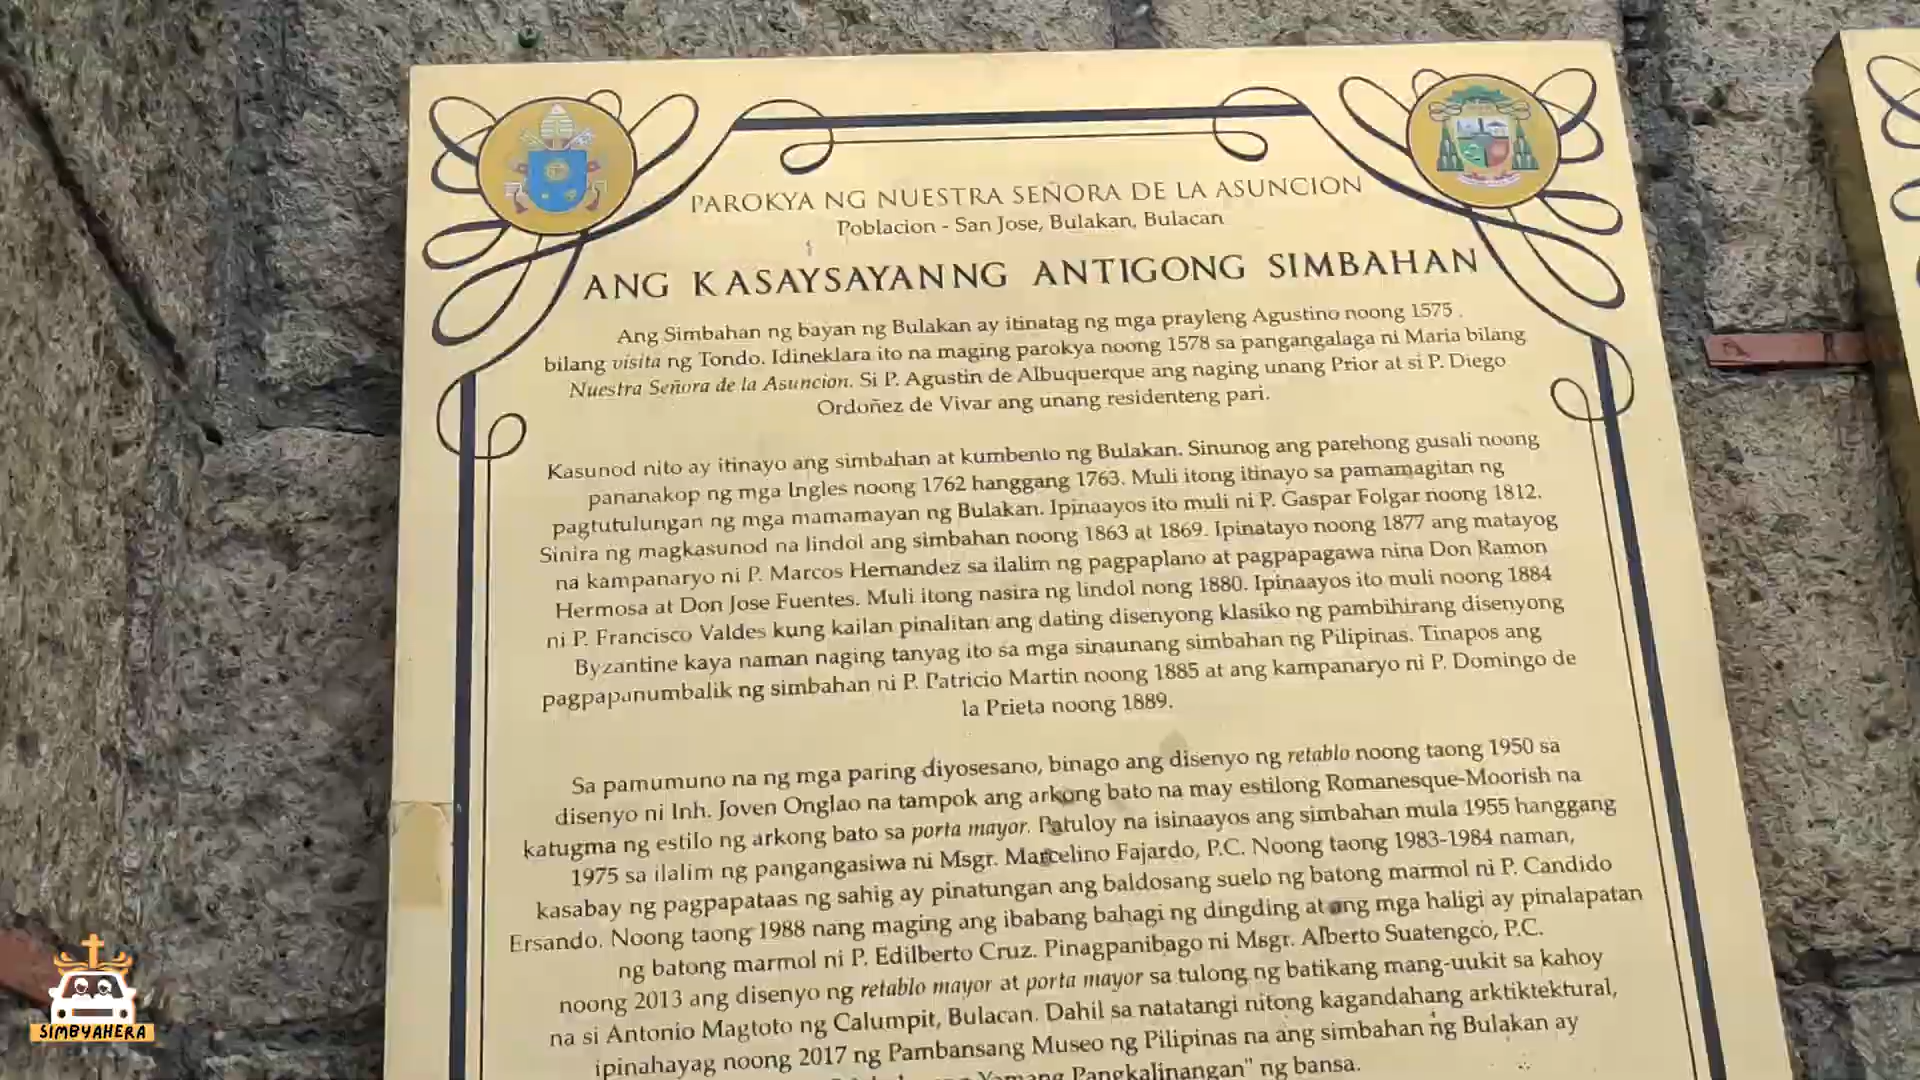 PAROKYA NG NUESTRA SEÑORA DE LA ASUNCION
Poblacion - San Jose, Bulakan, Bulacan
ANG KASAYSAYANNG ANTIGONG SIMBAHAN
Ang Simbahan ng bayan ng Bulakan ay itinatag ng mga prayleng Agustino noong 1575
bilang visita ng Tondo. Idineklara ito na maging parokya noong 1578 sa pangangalaga ni Maria bilang
Nuestra Señora de la Asuncion. Si P. Agustin de Albuquerque ang naging unang Prior at si P. Diego
Ordoñez de Vivar ang unang residenteng pari.
Kasunod nito ay itinayo ang simbahan at kumbento ng Bulakan. Sinunog ang parehong gusali noong
pananakop ng mga Ingles noong 1762 hanggang 1763. Muli itong itinayo sa pamamagitan ng
pagtutulungan ng mga mamamayan ng Bulakan. Ipinaayos ito muli ni P. Gaspar Folgar noong 1812.
Sinira ng magkasunod na lindol ang simbahan noong 1863 at 1869. Ipinatayo noong 1877 ang matayog
na kampanaryo ni P. Marcos Hernandez sa ilalim ng pagpaplano at pagpapagawa nina Don Ramon
Hermosa at Don Jose Fuentes. Muli itong nasira ng lindol nong 1880. Ipinaayos ito muli noong 1884
ni P. Francisco Valdes kung kailan pinalitan ang dating disenyong klasiko ng pambihirang disenyong
Byzantine kaya naman naging tanyag ito sa mga sinaunang simbahan ng Pilipinas. Tinapos ang
pagpapanumbalik ng simbahan ni P. Patricio Martin noong 1885 at ang kampanaryo ni P. Domingo de
la Prieta noong 1889.
Sa pamumuno na ng mga paring diyosesano, binago ang disenyo ng retablo noong taong 1950 sa
disenyo ni Inh. Joven Onglao na tampok ang arkong bato na may estilong Romanesque-Moorish na
katugma ng estilo ng arkong bato sa porta mayor. Patuloy na isinaayos ang simbahan mula 1955 hanggang
1975 sa ilalim ng pangangasiwa ni Msgr. Marcelino Fajardo, P.C. Noong taong 1983-1984 naman,
kasabay ng pagpapataas ng sahig ay pinatungan ang baldosang suelo ng batong marmol ni P. Candido
Ersando. Noong taong 1988 nang maging ang ibabang bahagi ng dingding at ang mga haligi ay pinalapatan
ng batong marmol ni P. Edilberto Cruz. Pinagpanibago ni Msgr. Alberto Suatengco, P.C.
noong 2013 ang disenyo ng retablo mayor at porta mayor sa tulong ng batikang mang-uukit sa kahoy
na si Antonio Magtoto ng Calumpit, Bulacan. Dahil sa natatangi nitong kagandahang arktiktektural,
ipinahayag noong 2017 ng Pambansang Museo ng Pilipinas na ang simbahan ng Bulakan ay
Yamang Pangkalinangan" ng bansa.
SIMBYAHERA